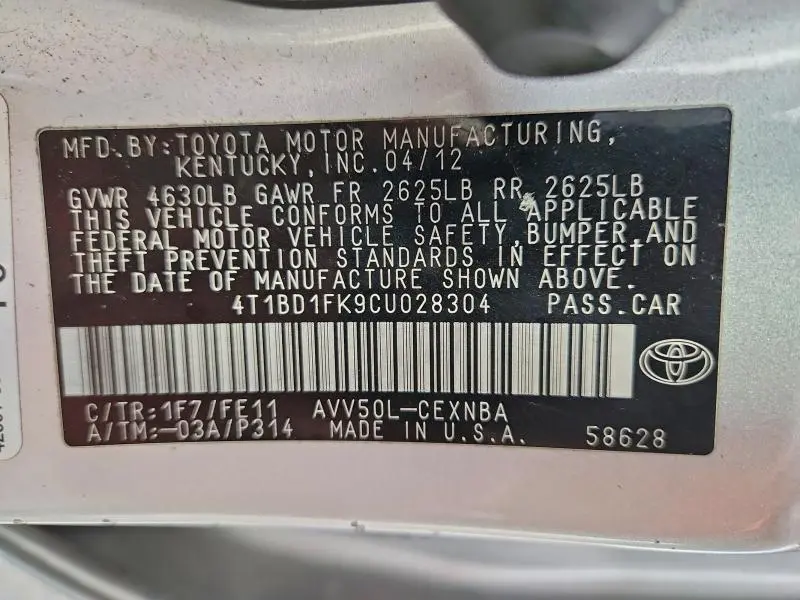 MFD.BY:TOYOTA MOTOR MANUFACTURING,
KENTUCKY,INC.04/12
GVWR 4630LB GAWR FR 2625LB RR 2625LB
THIS VEHICLE CONFORMS TO ALL APPLICABLE
FEDERAL MOTOR VEHICLE SAFETY,BUMPER,AND
THEFT PREVENTION STANDARDS IN EFFECT ON
THE DATE OF MANUFACTURE SHOWN ABOVE.
4T1BD1FK9CU028304 PASS.CAR
C/TR:1F7/FE11 AVV50L-CEXNBA
A/TM:-03A/P314 MADE IN U.S.A. 58628